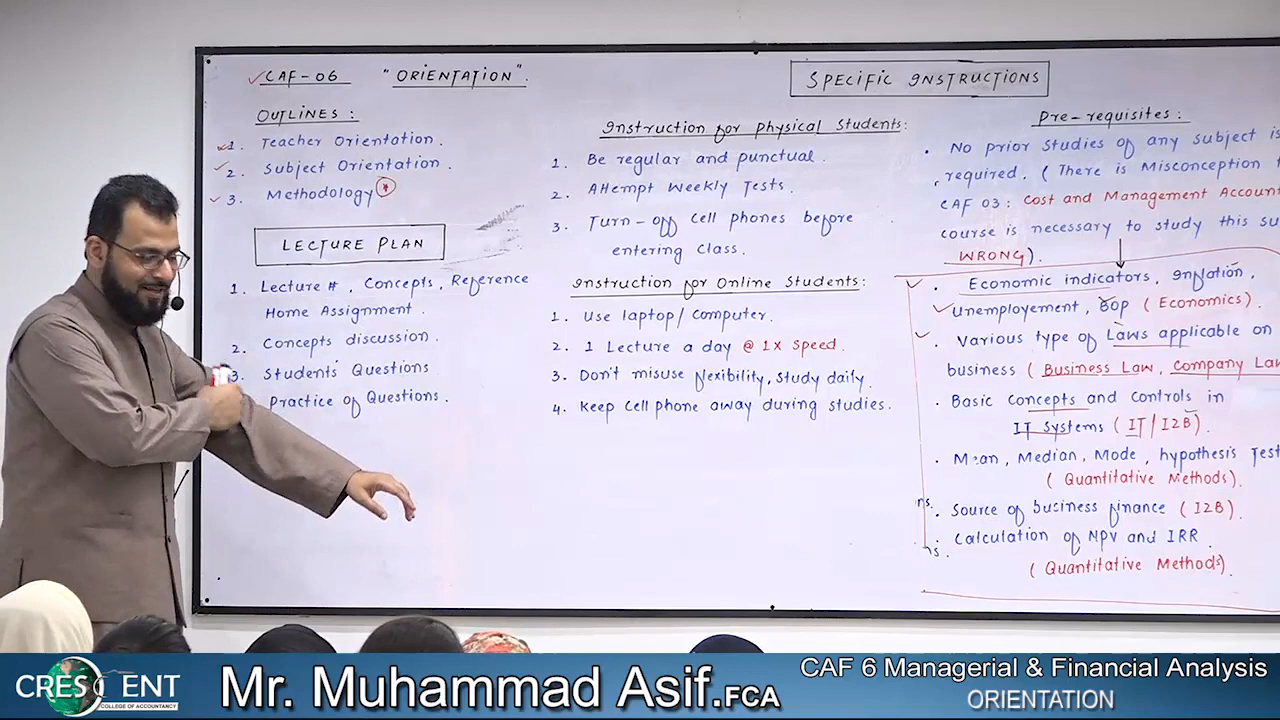 CAF-06 "ORIENTATION".
OUTLINES:
1. Teacher Orientation.
2. Subject Orientation.
3. Methodology *
LECTURE PLAN
1. Lecture #, Concepts, Reference
Home Assignment.
2. Concepts discussion.
3. Students' Questions
Practice of Questions.
SPECIFIC INSTRUCTIONS
Instruction for Physical Students:
1. Be regular and punctual.
2. Attempt Weekly Tests.
3. Turn-off cell phones before
entering class.
Instruction for Online Students:
1. Use laptop/computer.
2. 1 Lecture a day @ 1x speed.
3. Don't misuse flexibility, study daily.
4. Keep cell phone away during studies.
Pre-requisites:
• No prior studies of any subject is
required. (There is Misconception
CAF 03: Cost and Management Account
course is necessary to study this su
WRONG).
• Economic indicators, inflation,
unemployement, BOP (Economics).
• Various type of Laws applicable on
business (Business Law, Company Law
• Basic concepts and controls in
IT Systems (IT/I2B).
• Mean, Median, Mode, hypothesis Test
(Quantitative Methods).
ns. • Source of business finance (I2B).
ns. • Calculation of NPV and IRR
(Quantitative Methods).
CRESCENT
COLLEGE OF ACCOUNTANCY
Mr. Muhammad Asif.FCA
CAF 6 Managerial & Financial Analysis
ORIENTATION